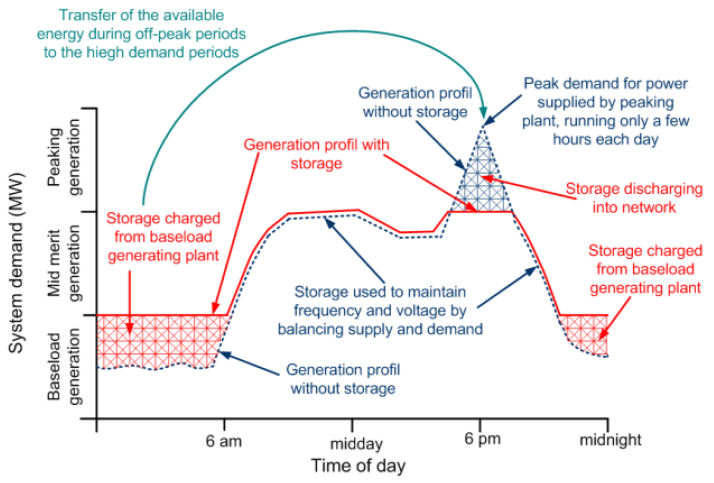 Transfer of the available
energy during off-peak periods
to the hiegh demand periods
Generation profil
without storage
Peak demand for power
supplied by peaking
plant, running only a few
hours each day
Generation profil with
storage
Storage discharging
into network
Storage charged
from baseload
generating plant
Storage charged
from baseload
generating plant
Storage used to maintain
frequency and voltage by
balancing supply and demand
Generation profil
without storage
System demand (MW)
Peaking
generation
Mid merit
generation
Baseload
generation
6 am
midday
6 pm
midnight
Time of day